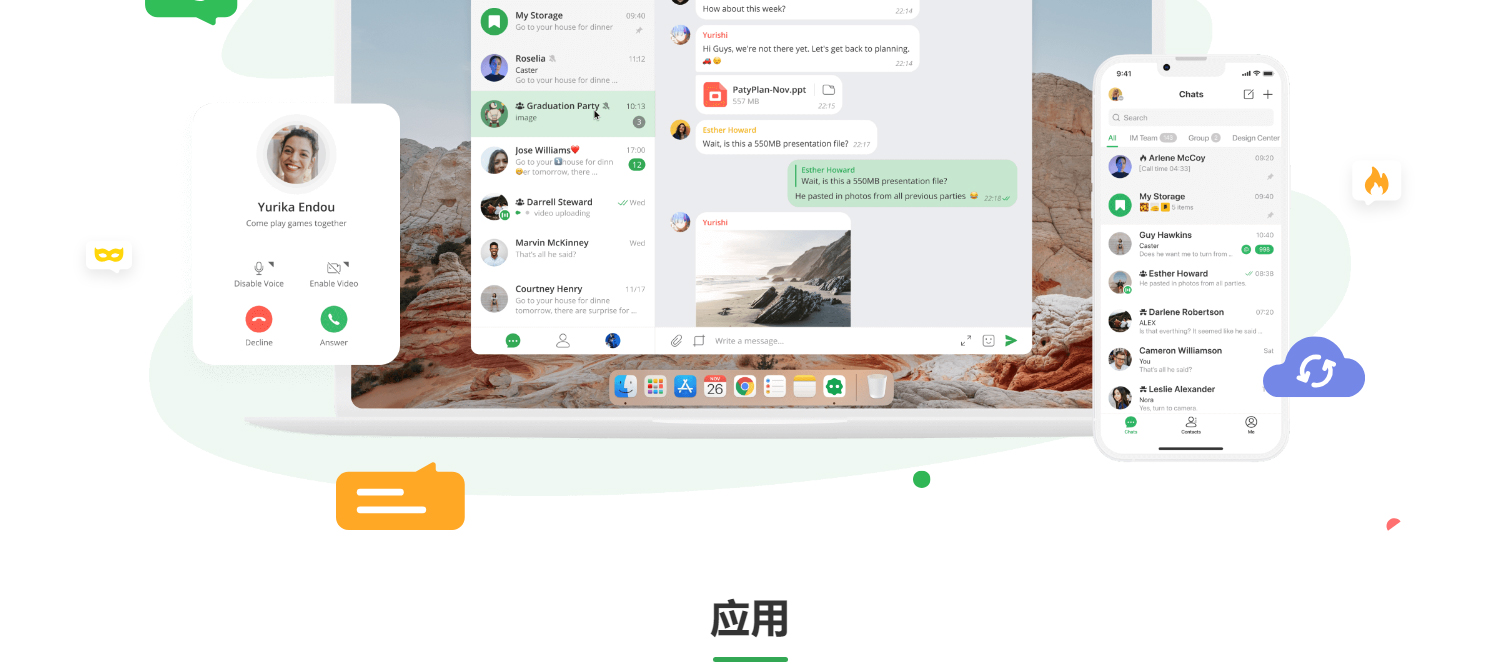 My Storage 09:40
Go to your house for dinner
Roselia 11:12
Caster
Go to your house for dinne ...
Graduation Party 10:13
image 3
Jose Williams 17:00
Go to your house for dinn 12
er tomorrow, there ...
Darrell Steward Wed
video uploading
Marvin McKinney Wed
That's all he said?
Courtney Henry 11/17
Go to your house for dinne
tomorrow, there are surprise for ...
How about this week? 22:14
Yurishi
Hi Guys, we're not there yet. Let's get back to planning.
22:14
PatyPlan-Nov.ppt
557 MB
22:15
Esther Howard
Wait, is this a 550MB presentation file? 22:17
Esther Howard
Wait, is this a 550MB presentation file?
He pasted in photos from all previous parties 22:18
Yurishi
Write a message...
NOV
26
Yurika Endou
Come play games together
Disable Voice Enable Video
Decline Answer
9:41
Chats
Search
All IM Team Group 2 Design Center
Arlene McCoy 09:20
[Call time 04:33]
My Storage 09:40
5 items
Guy Hawkins 10:40
Caster
Does he want me to turn from...
Esther Howard 08:38
He pasted in photos from all parties.
Darlene Robertson 07:20
ALEX
Is that everthing? It seemed like he said ...
Cameron Williamson Sat
You
That's all he said?
Leslie Alexander
Nora
Yes, turn to camera
Chats Contacts Me
应用